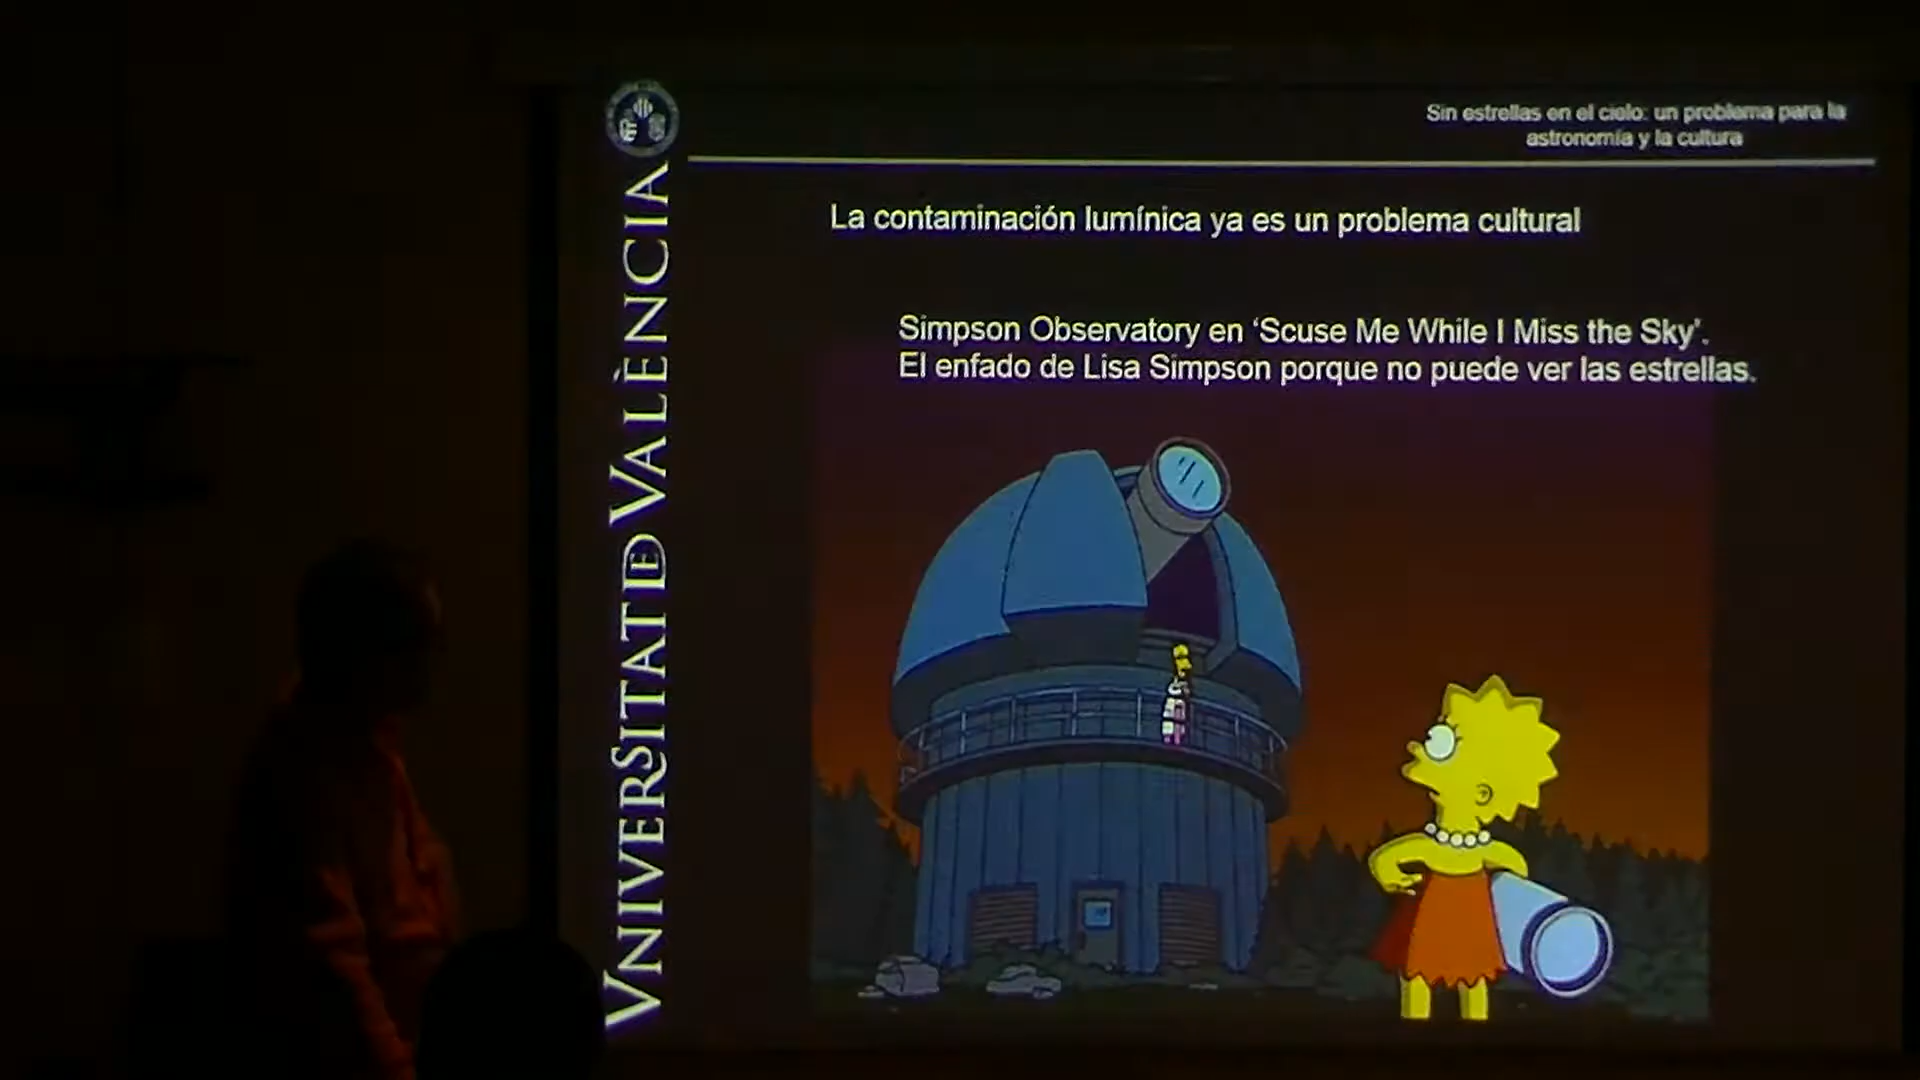 Sin estrellas en el cielo: un problema para la
astronomía y la cultura
VNIVERSITATDE VALÈNCIA
La contaminación lumínica ya es un problema cultural
Simpson Observatory en ‘Scuse Me While I Miss the Sky’.
El enfado de Lisa Simpson porque no puede ver las estrellas.